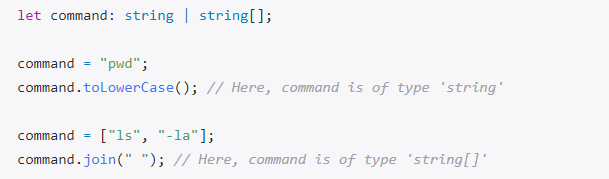 let command: string | string[];
command = "pwd";
command.toLowerCase(); // Here, command is of type 'string'
command = ["ls", "-la"];
command.join(" "); // Here, command is of type 'string[]'